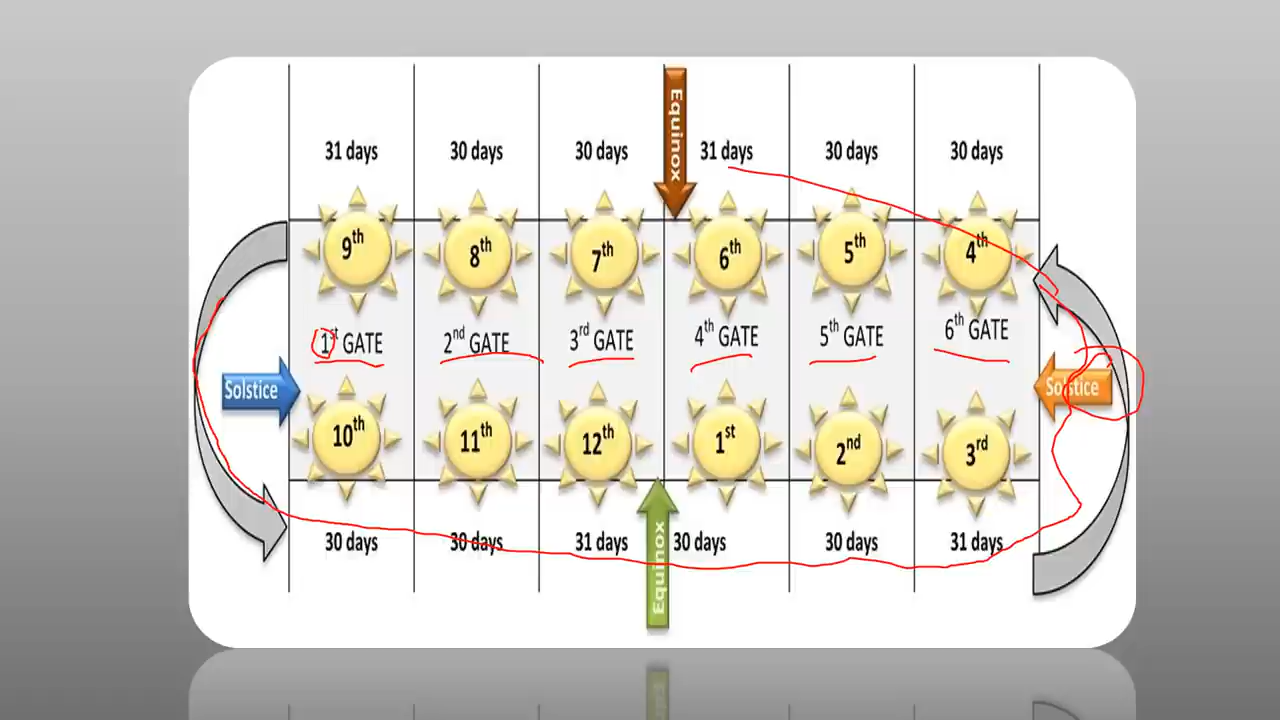 Equinox
31 days 30 days 30 days 31 days 30 days 30 days
9th 8th 7th 6th 5th 4th
1st GATE 2nd GATE 3rd GATE 4th GATE 5th GATE 6th GATE
Solstice Solstice
10th 11th 12th 1st 2nd 3rd
30 days 30 days 31 days 30 days 30 days 31 days
Equinox